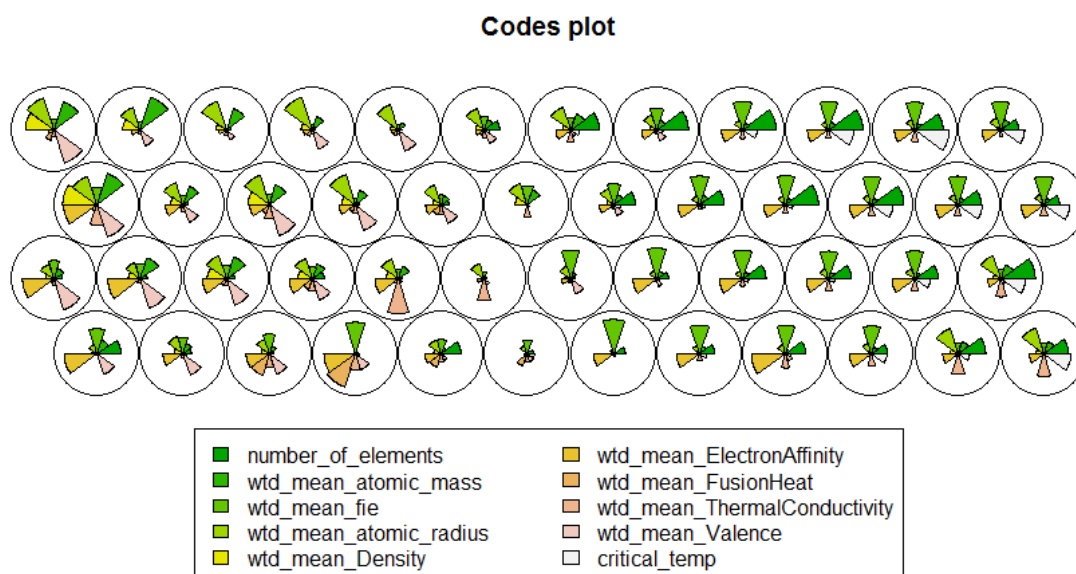 Codes plot
number_of_elements
wtd_mean_atomic_mass
wtd_mean_fie
wtd_mean_atomic_radius
wtd_mean_Density
wtd_mean_ElectronAffinity
wtd_mean_FusionHeat
wtd_mean_ThermalConductivity
wtd_mean_Valence
critical_temp